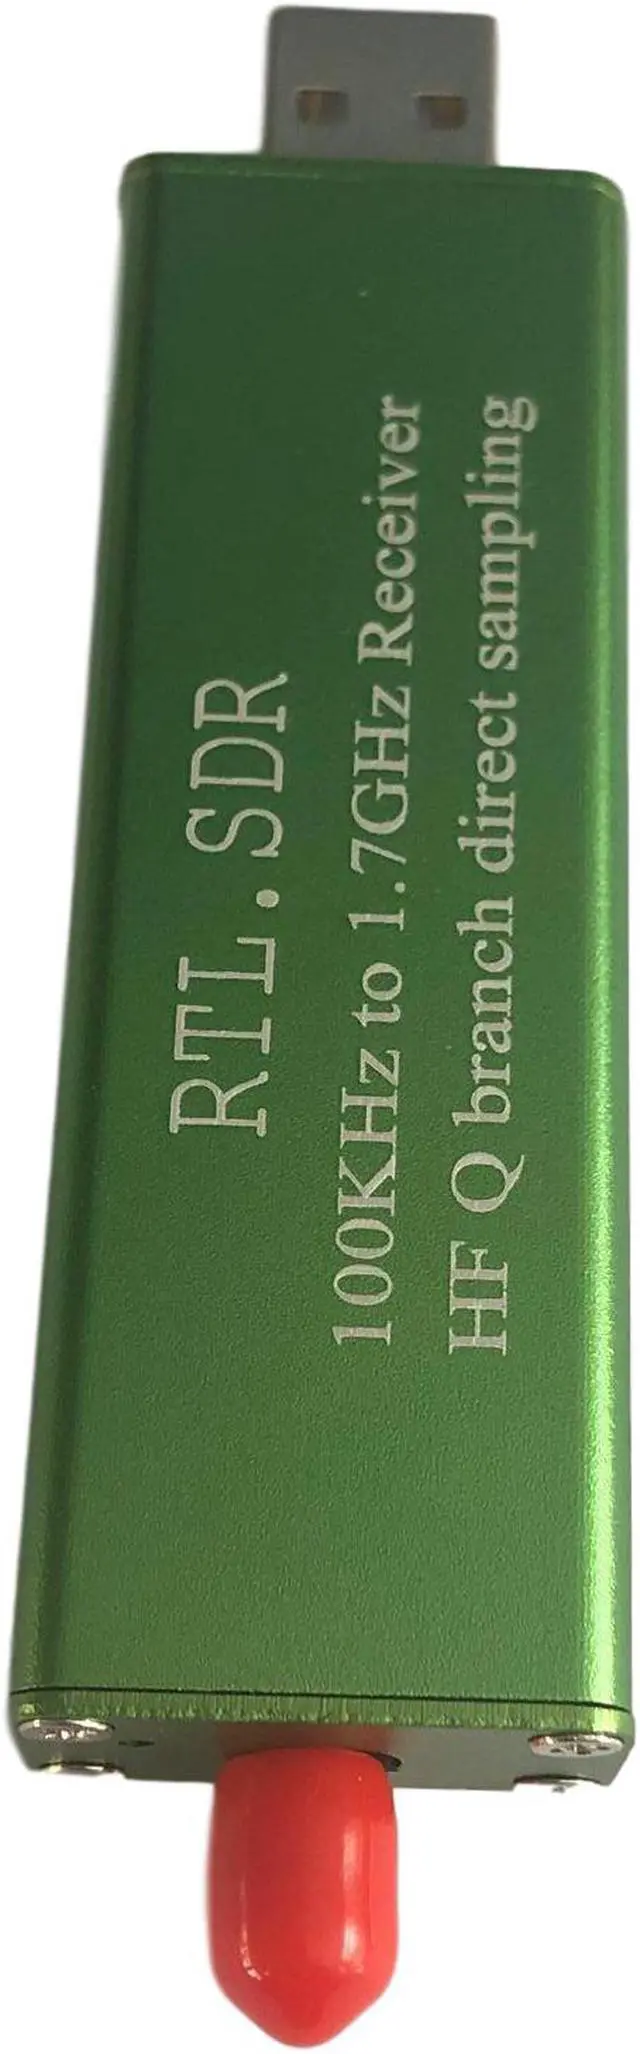 RTL.SDR
100KHz to 1.7GHz Receiver
HF Q branch direct sampling